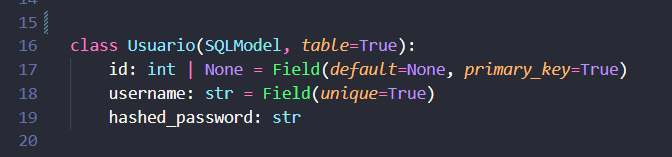 15
16 class Usuario(SQLModel, table=True):
17     id: int | None = Field(default=None, primary_key=True)
18     username: str = Field(unique=True)
19     hashed_password: str
20